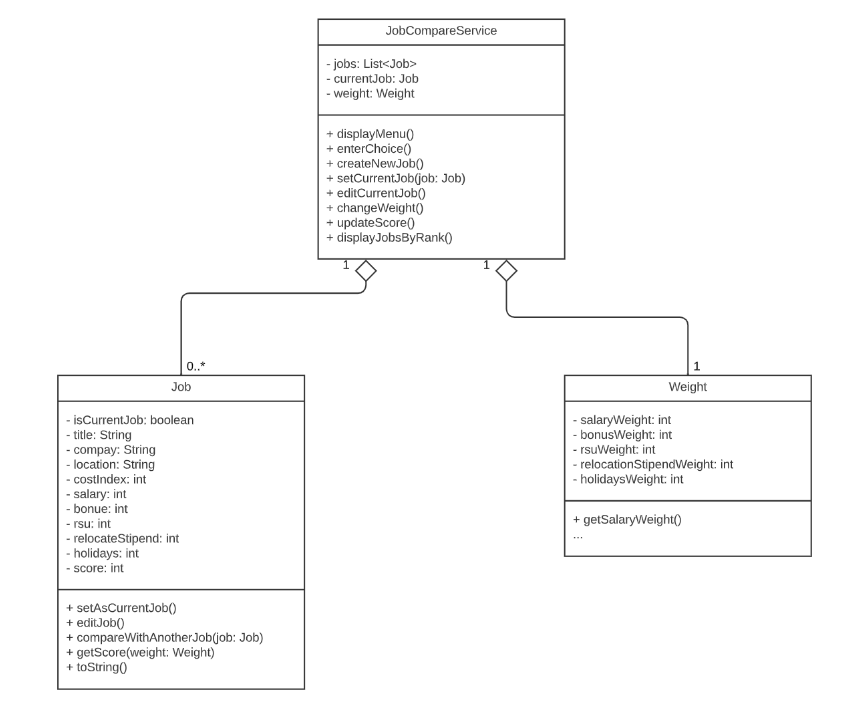 JobCompareService
- jobs: List<Job>
- currentJob: Job
- weight: Weight
+ displayMenu()
+ enterChoice()
+ createNewJob()
+ setCurrentJob(job: Job)
+ editCurrentJob()
+ changeWeight()
+ updateScore()
+ displayJobsByRank()
1
1
0..*
1
Job
- isCurrentJob: boolean
- title: String
- compay: String
- location: String
- costIndex: int
- salary: int
- bonue: int
- rsu: int
- relocateStipend: int
- holidays: int
- score: int
+ setAsCurrentJob()
+ editJob()
+ compareWithAnotherJob(job: Job)
+ getScore(weight: Weight)
+ toString()
Weight
- salaryWeight: int
- bonusWeight: int
- rsuWeight: int
- relocationStipendWeight: int
- holidaysWeight: int
+ getSalaryWeight()
...